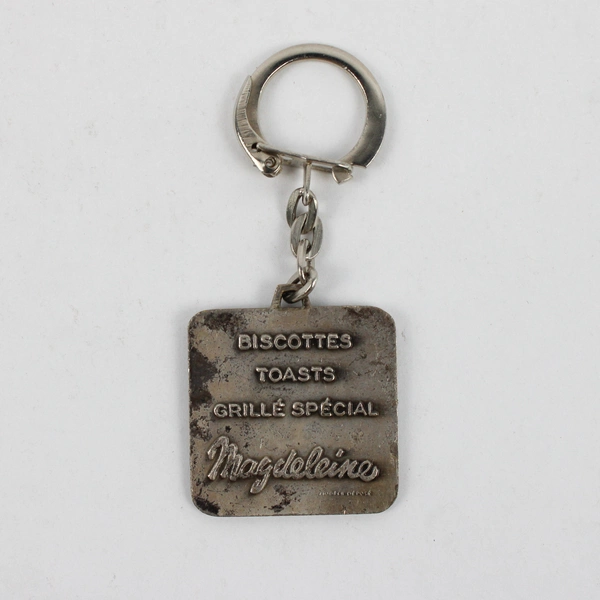 BISCOTTES
TOASTS
GRILLÉ SPÉCIAL
Magdeleine